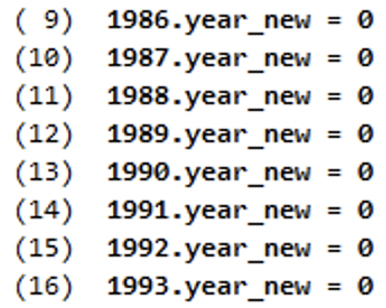 ( 9)  1986.year_new = 0
(10)  1987.year_new = 0
(11)  1988.year_new = 0
(12)  1989.year_new = 0
(13)  1990.year_new = 0
(14)  1991.year_new = 0
(15)  1992.year_new = 0
(16)  1993.year_new = 0